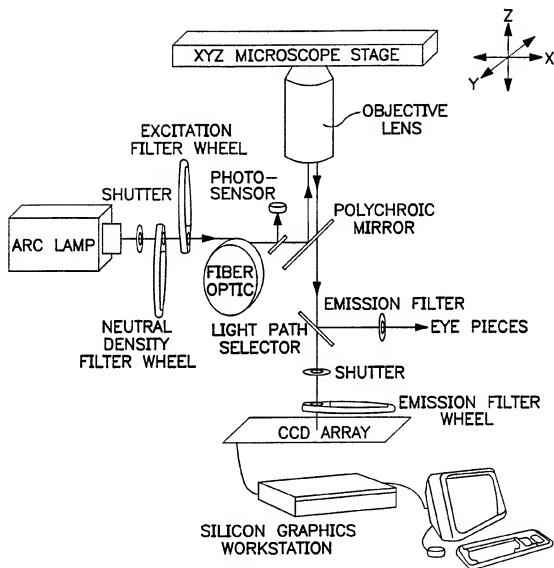 Z
XYZ MICROSCOPE STAGE
X
Y
OBJECTIVE
LENS
EXCITATION
FILTER WHEEL
PHOTO-
SENSOR
SHUTTER
POLYCHROIC
MIRROR
ARC LAMP
FIBER
OPTIC
EMISSION FILTER
NEUTRAL
DENSITY
FILTER WHEEL
LIGHT PATH
SELECTOR
EYE PIECES
SHUTTER
EMISSION FILTER
WHEEL
CCD ARRAY
SILICON GRAPHICS
WORKSTATION